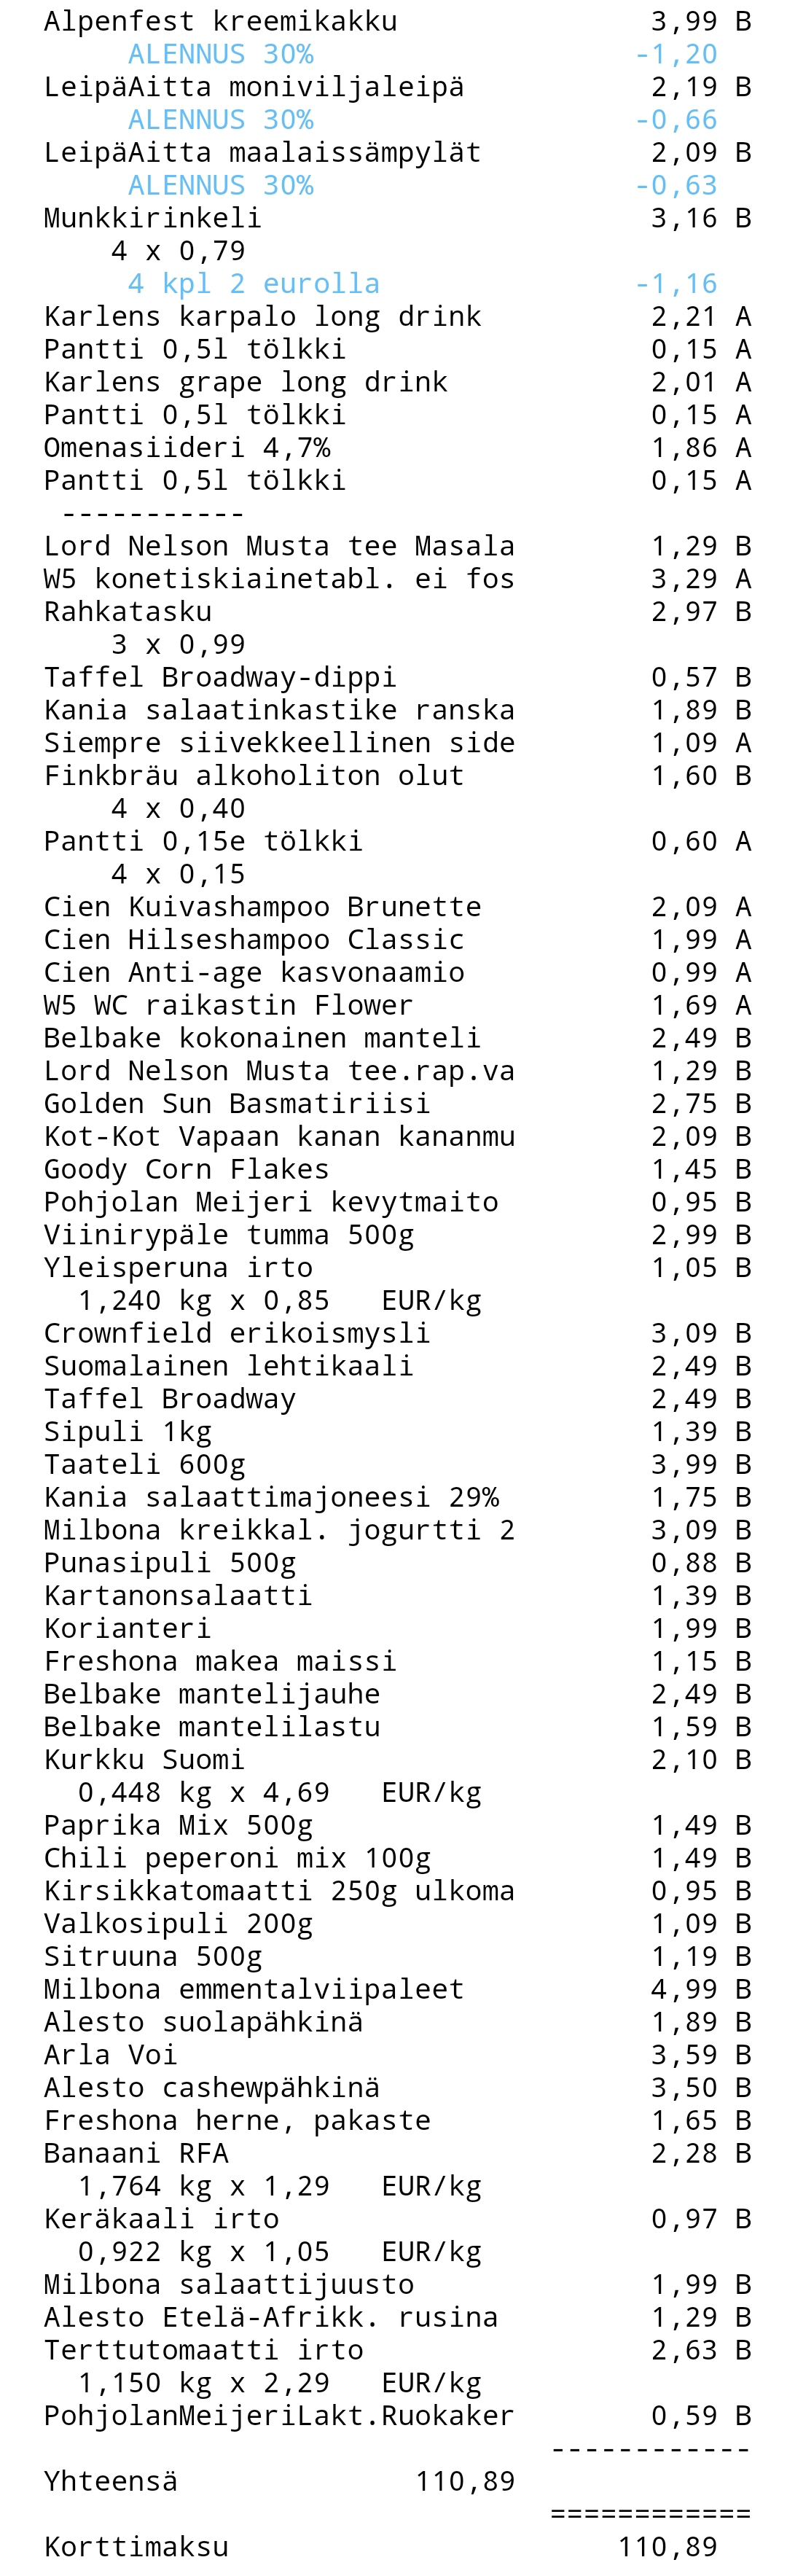 Alpenfest kreemikakku 3,99 B
ALENNUS 30% -1,20
LeipäAitta moniviljaleipä 2,19 B
ALENNUS 30% -0,66
LeipäAitta maalaissämpylät 2,09 B
ALENNUS 30% -0,63
Munkkirinkeli 3,16 B
4 x 0,79
4 kpl 2 eurolla -1,16
Karlens karpalo long drink 2,21 A
Pantti 0,5l tölkki 0,15 A
Karlens grape long drink 2,01 A
Pantti 0,5l tölkki 0,15 A
Omenasiideri 4,7% 1,86 A
Pantti 0,5l tölkki 0,15 A
-----------
Lord Nelson Musta tee Masala 1,29 B
W5 konetiskiainetabl. ei fos 3,29 A
Rahkatasku 2,97 B
3 x 0,99
Taffel Broadway-dippi 0,57 B
Kania salaatinkastike ranska 1,89 B
Siempre siivekkeellinen side 1,09 A
Finkbräu alkoholiton olut 1,60 B
4 x 0,40
Pantti 0,15e tölkki 0,60 A
4 x 0,15
Cien Kuivashampoo Brunette 2,09 A
Cien Hilseshampoo Classic 1,99 A
Cien Anti-age kasvonaamio 0,99 A
W5 WC raikastin Flower 1,69 A
Belbake kokonainen manteli 2,49 B
Lord Nelson Musta tee.rap.va 1,29 B
Golden Sun Basmatiriisi 2,75 B
Kot-Kot Vapaan kanan kananmu 2,09 B
Goody Corn Flakes 1,45 B
Pohjolan Meijeri kevytmaito 0,95 B
Viinirypäle tumma 500g 2,99 B
Yleisperuna irto 1,05 B
1,240 kg x 0,85 EUR/kg
Crownfield erikoismysli 3,09 B
Suomalainen lehtikaali 2,49 B
Taffel Broadway 2,49 B
Sipuli 1kg 1,39 B
Taateli 600g 3,99 B
Kania salaattimajoneesi 29% 1,75 B
Milbona kreikkal. jogurtti 2 3,09 B
Punasipuli 500g 0,88 B
Kartanonsalaatti 1,39 B
Korianteri 1,99 B
Freshona makea maissi 1,15 B
Belbake mantelijauhe 2,49 B
Belbake mantelilastu 1,59 B
Kurkku Suomi 2,10 B
0,448 kg x 4,69 EUR/kg
Paprika Mix 500g 1,49 B
Chili peperoni mix 100g 1,49 B
Kirsikkatomaatti 250g ulkoma 0,95 B
Valkosipuli 200g 1,09 B
Sitruuna 500g 1,19 B
Milbona emmentalviipaleet 4,99 B
Alesto suolapähkinä 1,89 B
Arla Voi 3,59 B
Alesto cashewpähkinä 3,50 B
Freshona herne, pakaste 1,65 B
Banaani RFA 2,28 B
1,764 kg x 1,29 EUR/kg
Keräkaali irto 0,97 B
0,922 kg x 1,05 EUR/kg
Milbona salaattijuusto 1,99 B
Alesto Etelä-Afrikk. rusina 1,29 B
Terttutomaatti irto 2,63 B
1,150 kg x 2,29 EUR/kg
PohjolanMeijeriLakt.Ruokaker 0,59 B
------------
Yhteensä 110,89
============
Korttimaksu 110,89